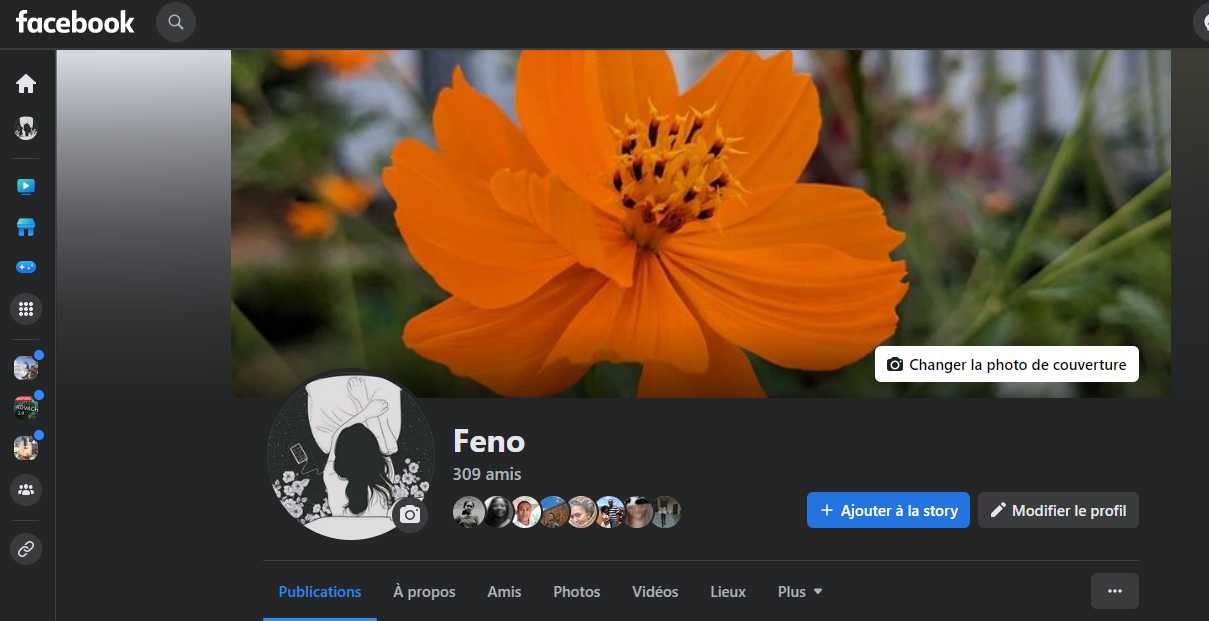 facebook
Changer la photo de couverture
Feno
309 amis
Ajouter à la story
Modifier le profil
Publications
À propos
Amis
Photos
Vidéos
Lieux
Plus